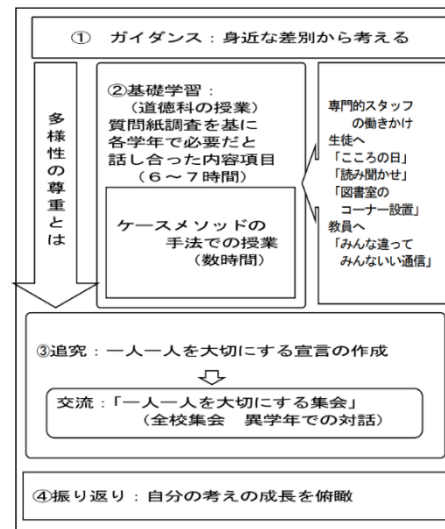 ① ガイダンス：身近な差別から考える
多様性の尊重とは
②基礎学習：
（道徳科の授業）
質問紙調査を基に
各学年で必要だと
話し合った内容項目
（６～７時間）
ケースメソッドの
手法での授業
（数時間）
専門的スタッフ
の働きかけ
生徒へ
「こころの日」
「読み聞かせ」
「図書室の
コーナー設置」
教員へ
「みんな違って
みんないい通信」
③追究：一人一人を大切にする宣言の作成
交流：「一人一人を大切にする集会」
（全校集会　異学年での対話）
④振り返り：自分の考えの成長を俯瞰